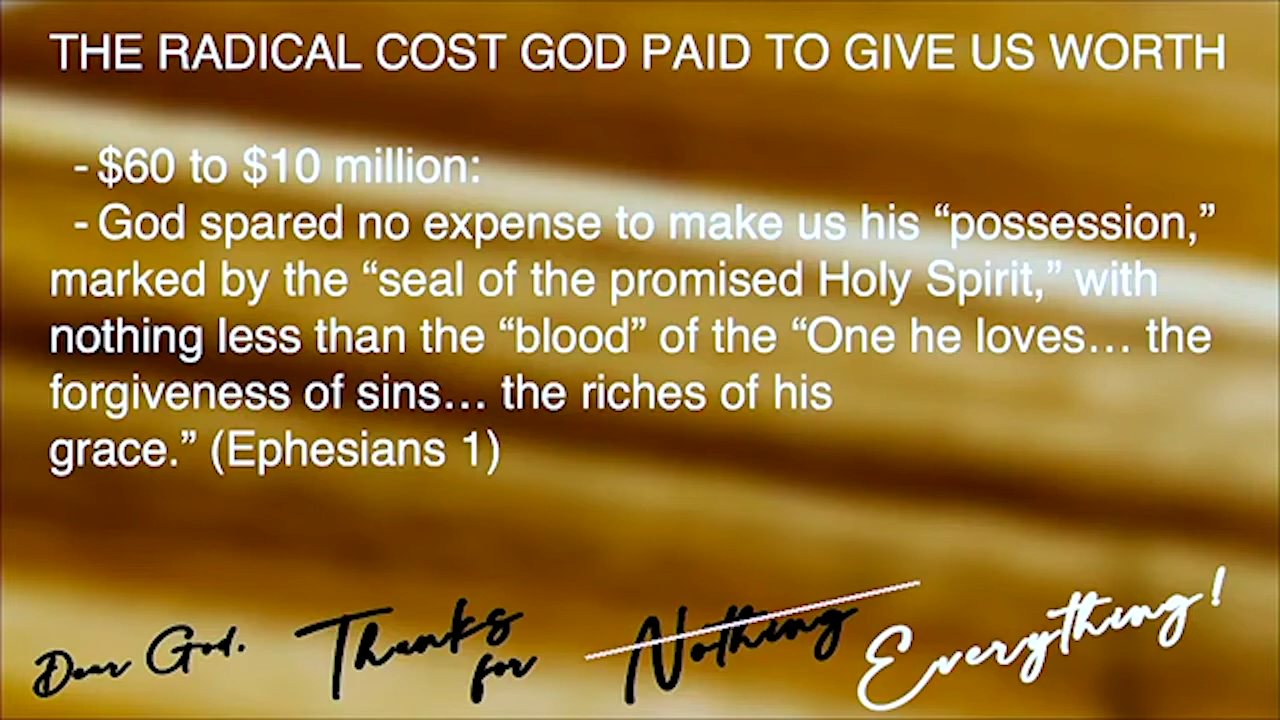 THE RADICAL COST GOD PAID TO GIVE US WORTH
- $60 to $10 million:
- God spared no expense to make us his “possession,”
marked by the “seal of the promised Holy Spirit,” with
nothing less than the “blood” of the “One he loves… the
forgiveness of sins… the riches of his
grace.” (Ephesians 1)
Dear God. Thanks for Nothing Everything!